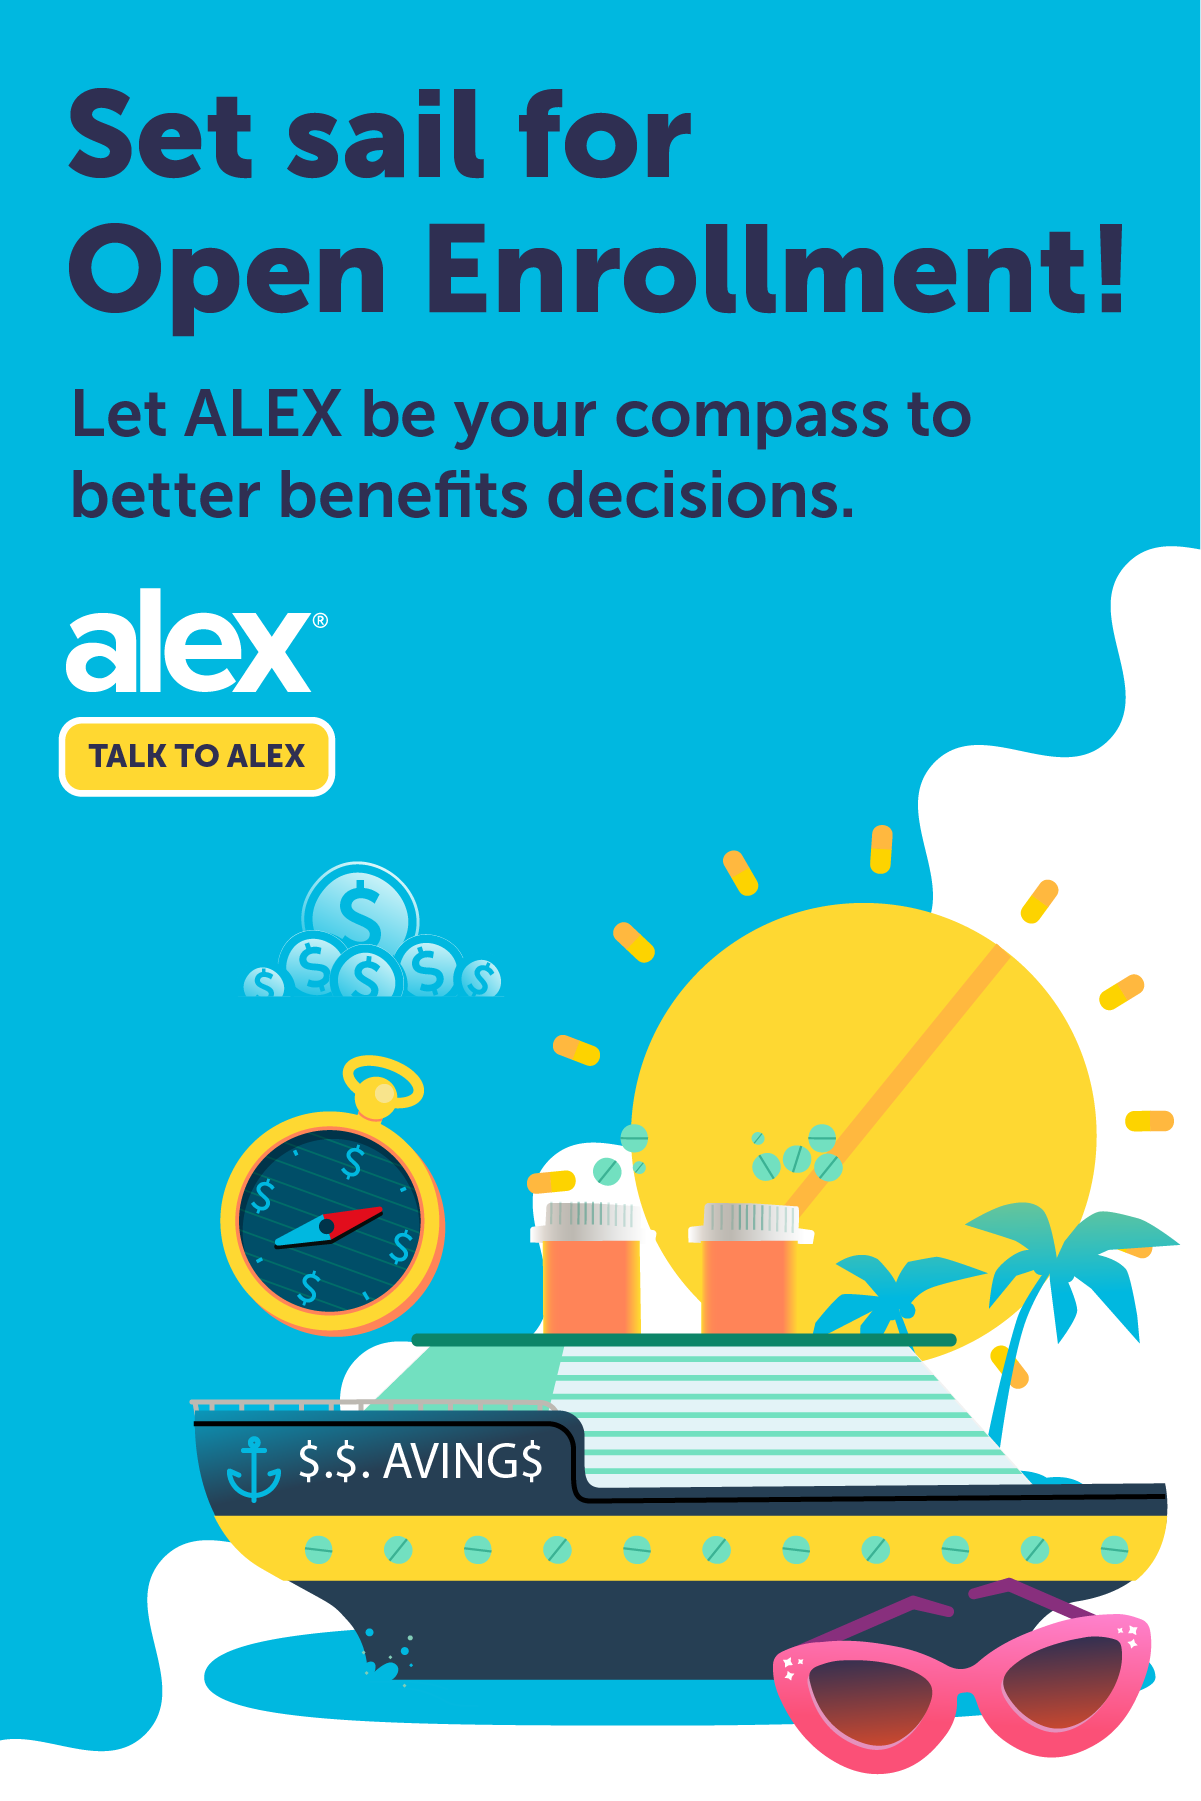 Set sail for
Open Enrollment!
Let ALEX be your compass to
better benefits decisions.
alex®
TALK TO ALEX
$
$ $ $ $ $
$
$
$
$
$.$. AVING$